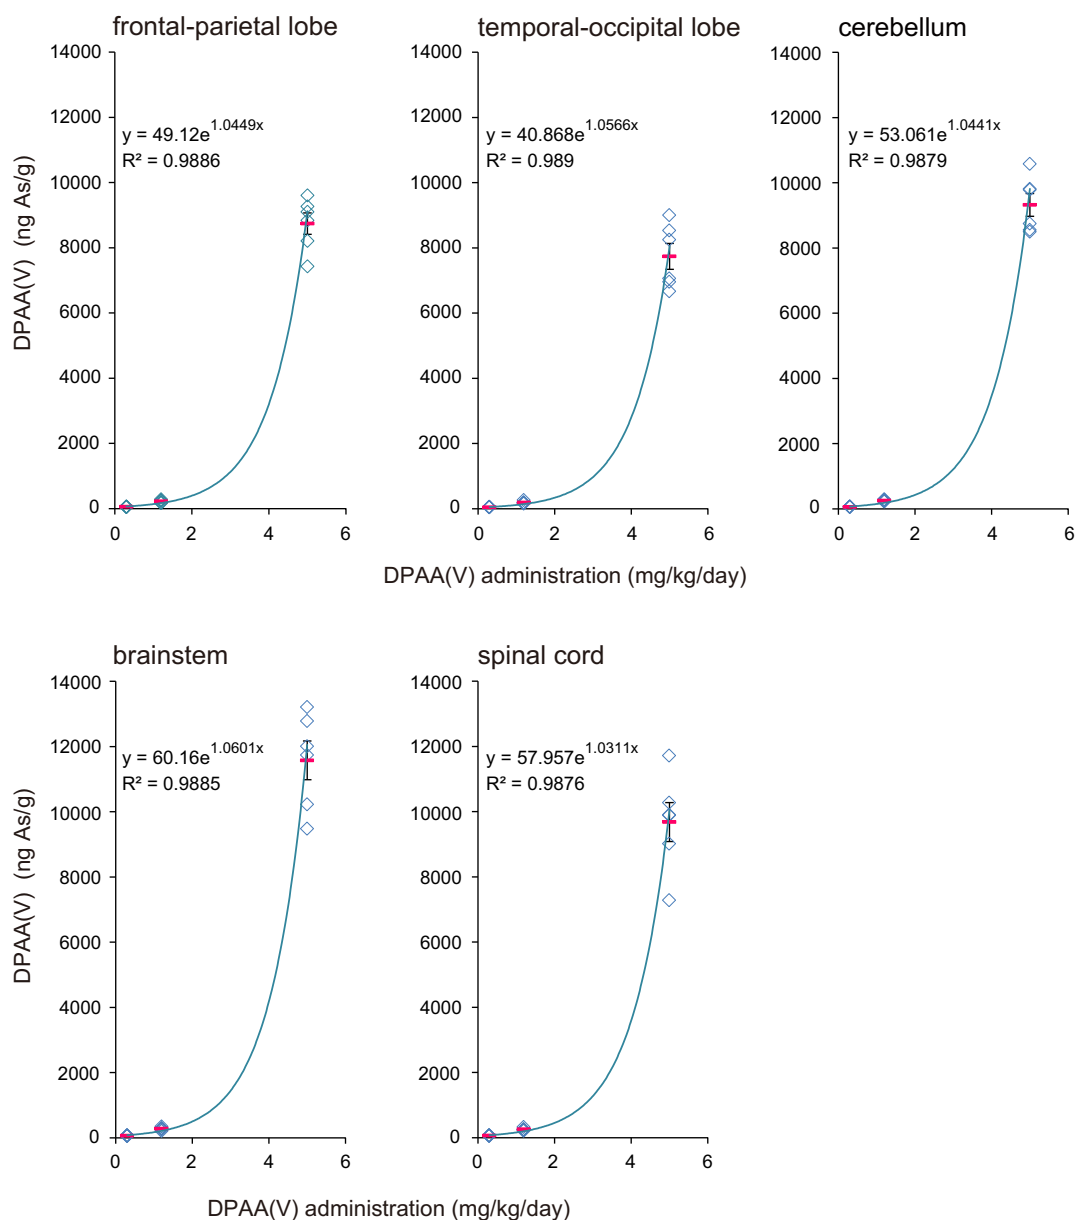 frontal-parietal lobe
temporal-occipital lobe
cerebellum
14000
12000
10000
8000
6000
4000
2000
0
0 2 4 6
y = 49.12e^1.0449x
R² = 0.9886
14000
12000
10000
8000
6000
4000
2000
0
0 2 4 6
y = 40.868e^1.0566x
R² = 0.989
14000
12000
10000
8000
6000
4000
2000
0
0 2 4 6
y = 53.061e^1.0441x
R² = 0.9879
DPAA(V) (ng As/g)
DPAA(V) administration (mg/kg/day)
brainstem
spinal cord
14000
12000
10000
8000
6000
4000
2000
0
0 2 4 6
y = 60.16e^1.0601x
R² = 0.9885
14000
12000
10000
8000
6000
4000
2000
0
0 2 4 6
y = 57.957e^1.0311x
R² = 0.9876
DPAA(V) (ng As/g)
DPAA(V) administration (mg/kg/day)